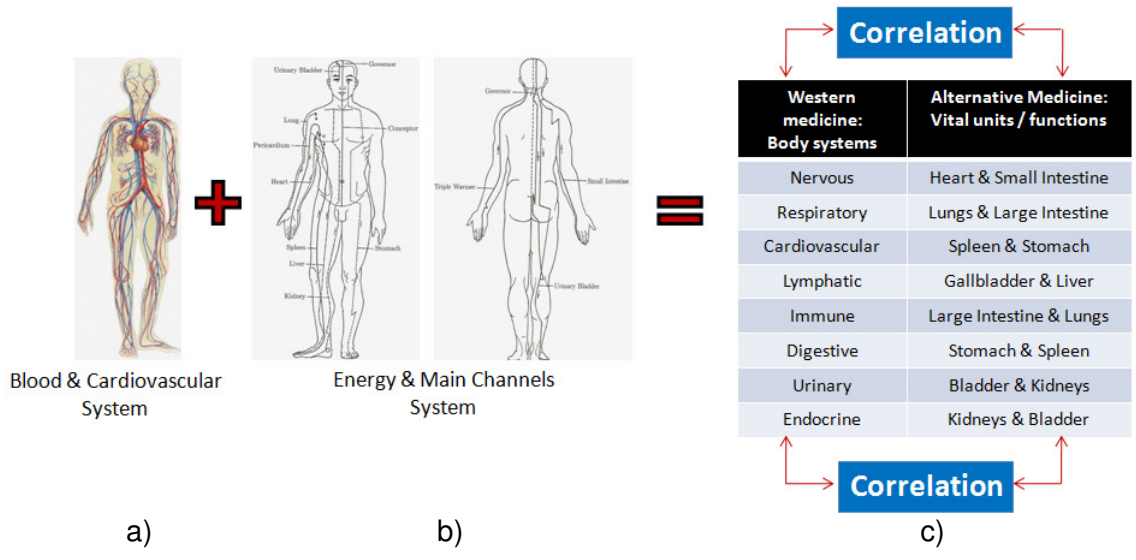 Correlation
Western
medicine:
Body systems
Alternative Medicine:
Vital units / functions
Nervous
Heart & Small Intestine
Respiratory
Lungs & Large Intestine
Cardiovascular
Spleen & Stomach
Lymphatic
Gallbladder & Liver
Immune
Large Intestine & Lungs
Digestive
Stomach & Spleen
Urinary
Bladder & Kidneys
Endocrine
Kidneys & Bladder
Correlation
Governor
Urinary Bladder
Lung
Conceptor
Pericardium
Heart
Spleen
Stomach
Liver
Kidney
Governor
Triple Warmer
Small Intestine
Urinary Bladder
Blood & Cardiovascular
System
Energy & Main Channels
System
a)
b)
c)